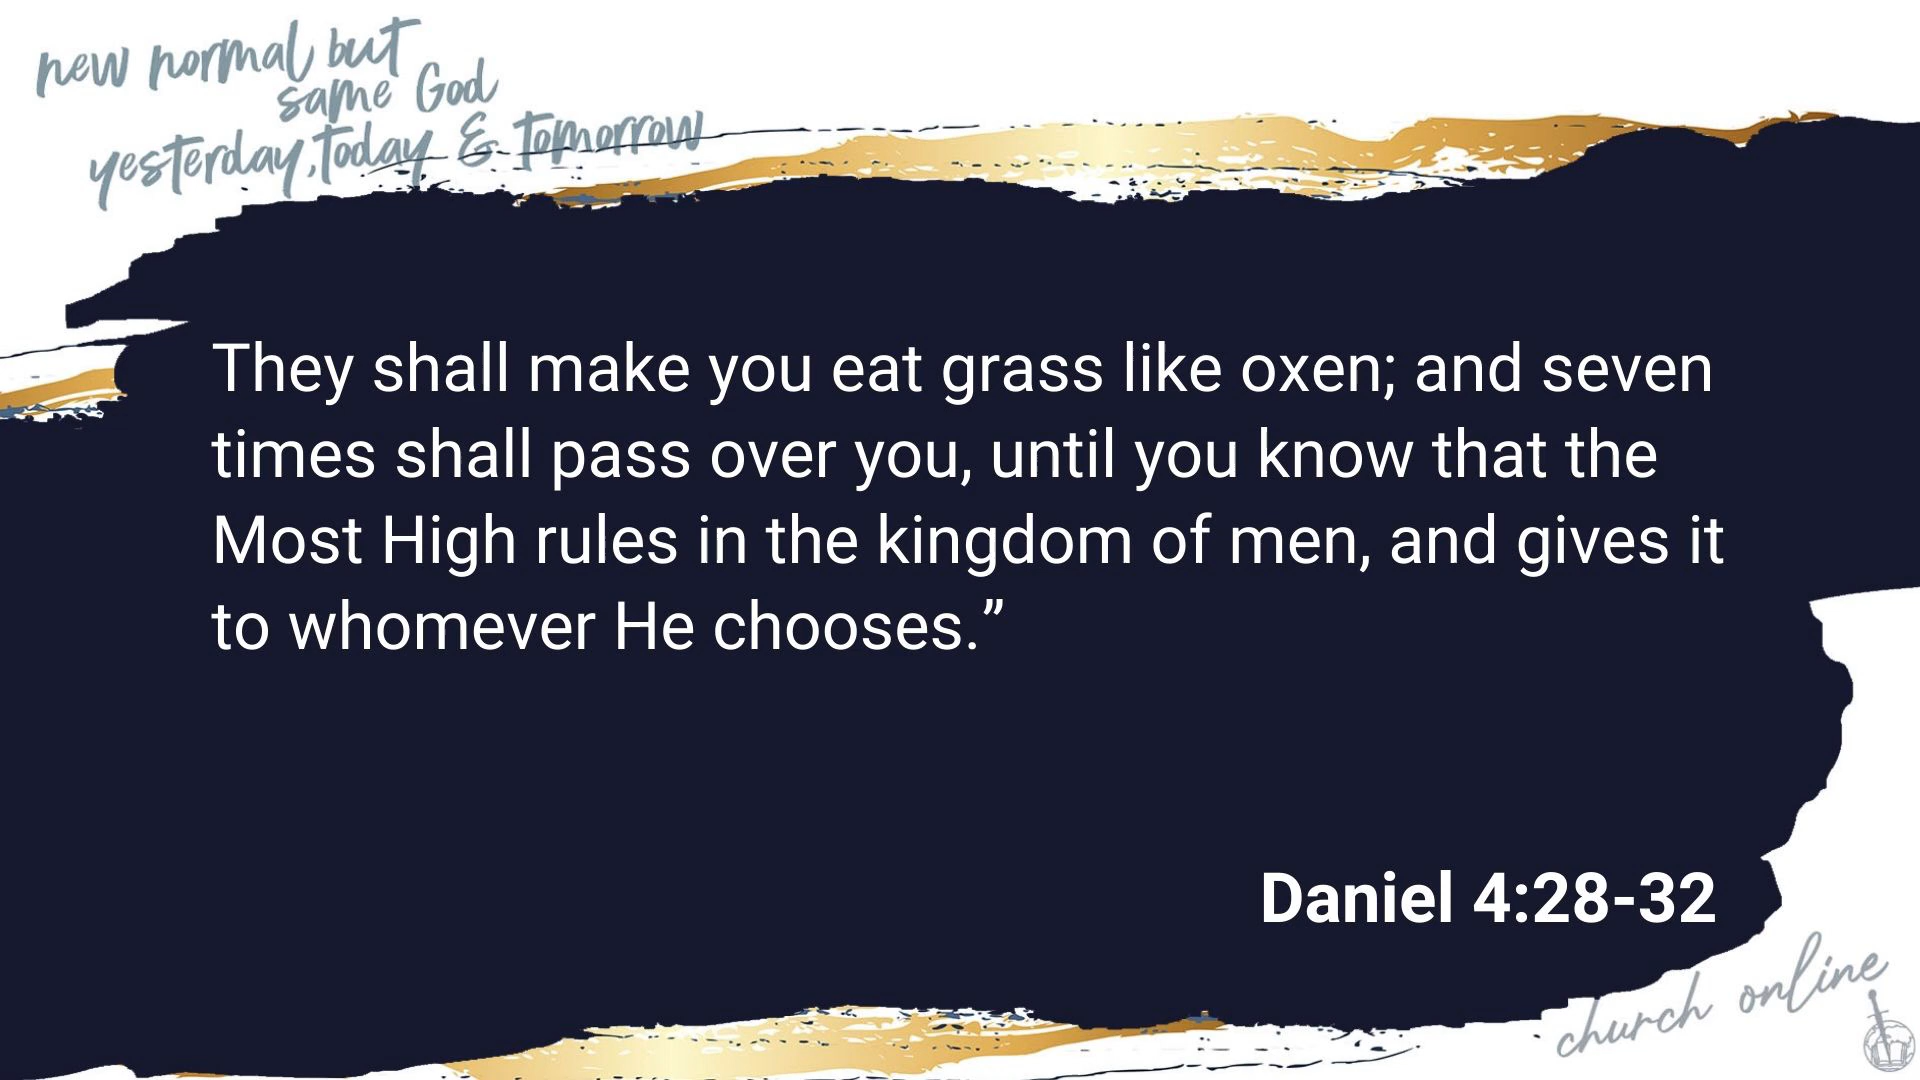 new normal but
same God
yesterday, today & tomorrow
They shall make you eat grass like oxen; and seven
times shall pass over you, until you know that the
Most High rules in the kingdom of men, and gives it
to whomever He chooses.”
Daniel 4:28-32
church online